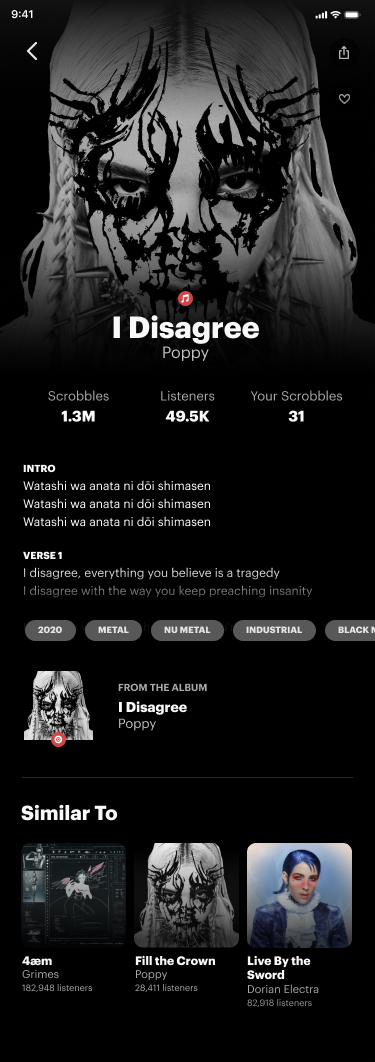 9:41
I Disagree
Poppy
Scrobbles
1.3M
Listeners
49.5K
Your Scrobbles
31
INTRO
Watashi wa anata ni dōi shimasen
Watashi wa anata ni dōi shimasen
Watashi wa anata ni dōi shimasen
VERSE 1
I disagree, everything you believe is a tragedy
I disagree with the way you keep preaching insanity
2020
METAL
NU METAL
INDUSTRIAL
BLACK
FROM THE ALBUM
I Disagree
Poppy
Similar To
4æm
Grimes
182,948 listeners
Fill the Crown
Poppy
28,411 listeners
Live By the
Sword
Dorian Electra
82,918 listeners